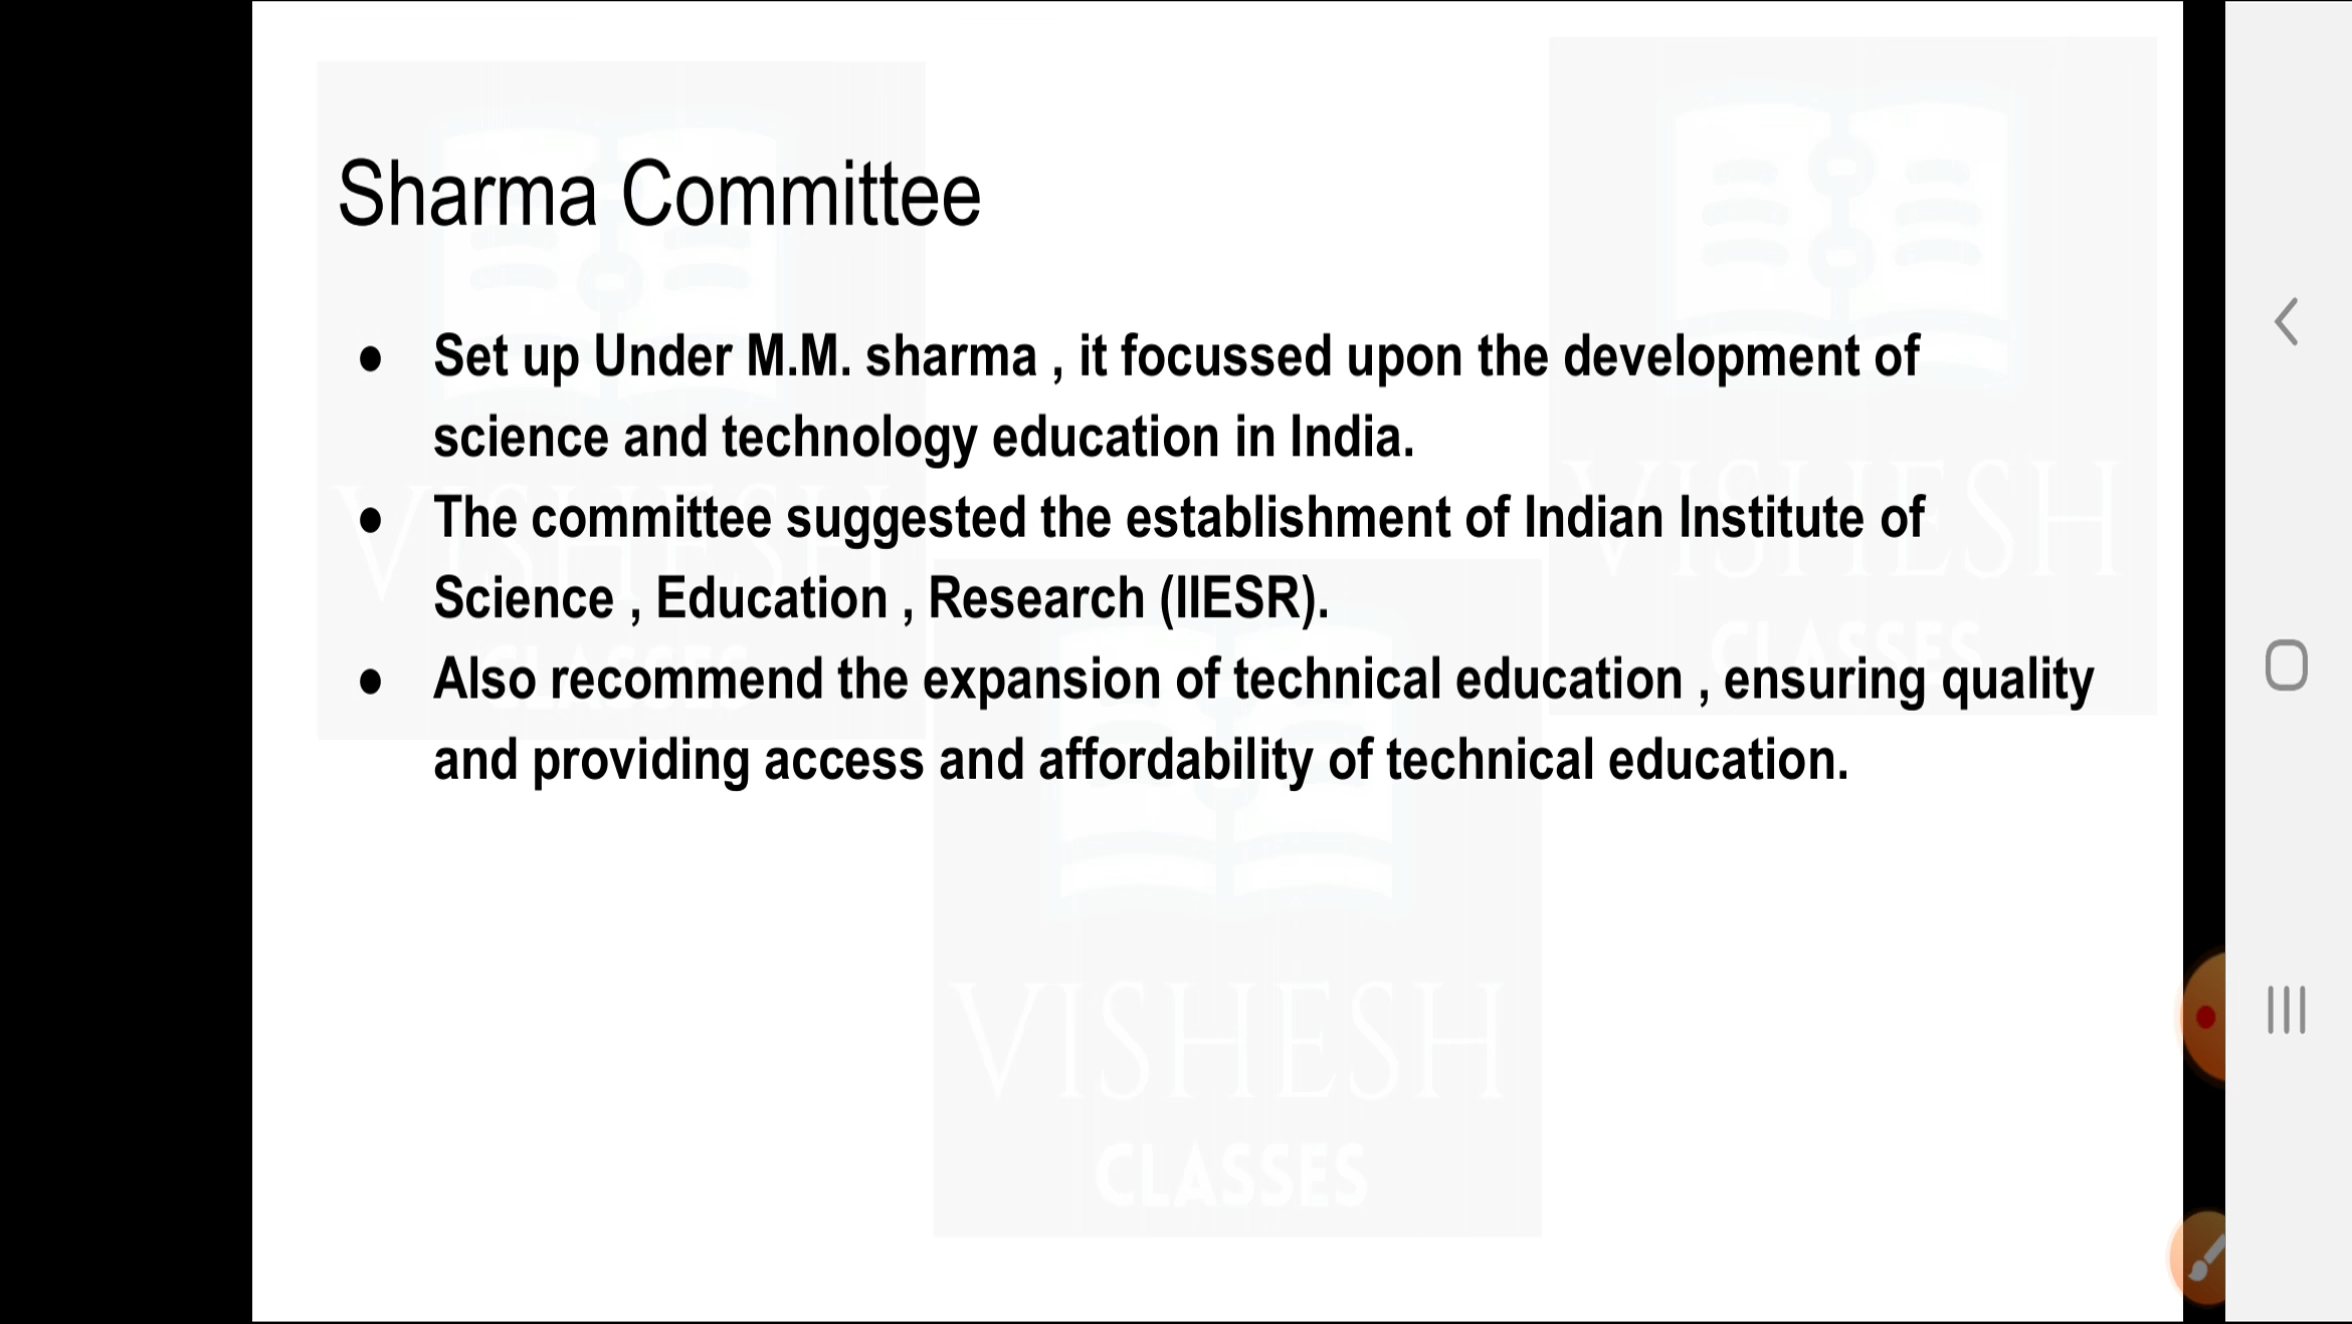 Sharma Committee
● Set up Under M.M. sharma , it focussed upon the development of
science and technology education in India.
● The committee suggested the establishment of Indian Institute of
Science , Education , Research (IIESR).
● Also recommend the expansion of technical education , ensuring quality
and providing access and affordability of technical education.
VISHESH
CLASSES
VISHESH
CLASSES
VISHESH
CLASSES